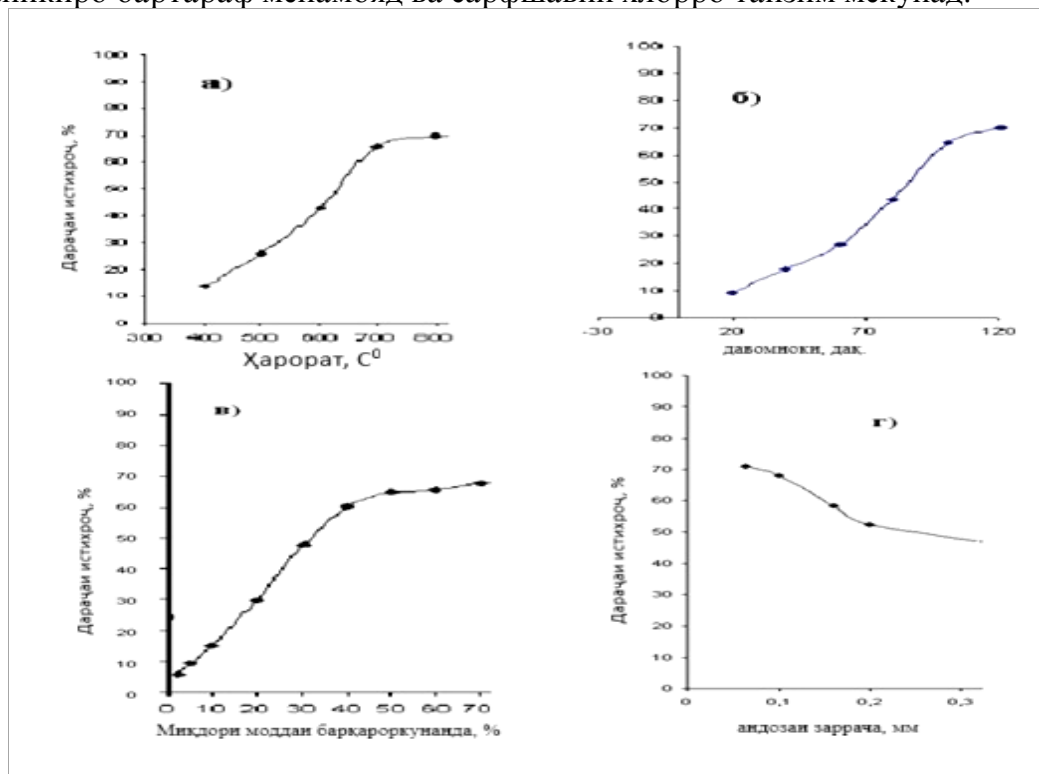 бартараф менамояд ва сарфшавии хлорро танзим мекунад.
а)
Дараҷаи истихроҷ, %
100
90
80
70
60
50
40
30
20
10
0
300 400 500 600 700 800
Ҳарорат, С⁰
б)
100
90
80
70
60
50
40
30
20
10
0
-30 20 70 120
давомноки, дақ.
в)
Дараҷаи истихроҷ, %
100
90
80
70
60
50
40
30
20
10
0
0 10 20 30 40 50 60 70
Миқдори моддаи барқароркунанда, %
г)
Дараҷаи истихроҷ, %
100
90
80
70
60
50
40
30
20
10
0
0 0,1 0,2 0,3
андозаи заррача, мм